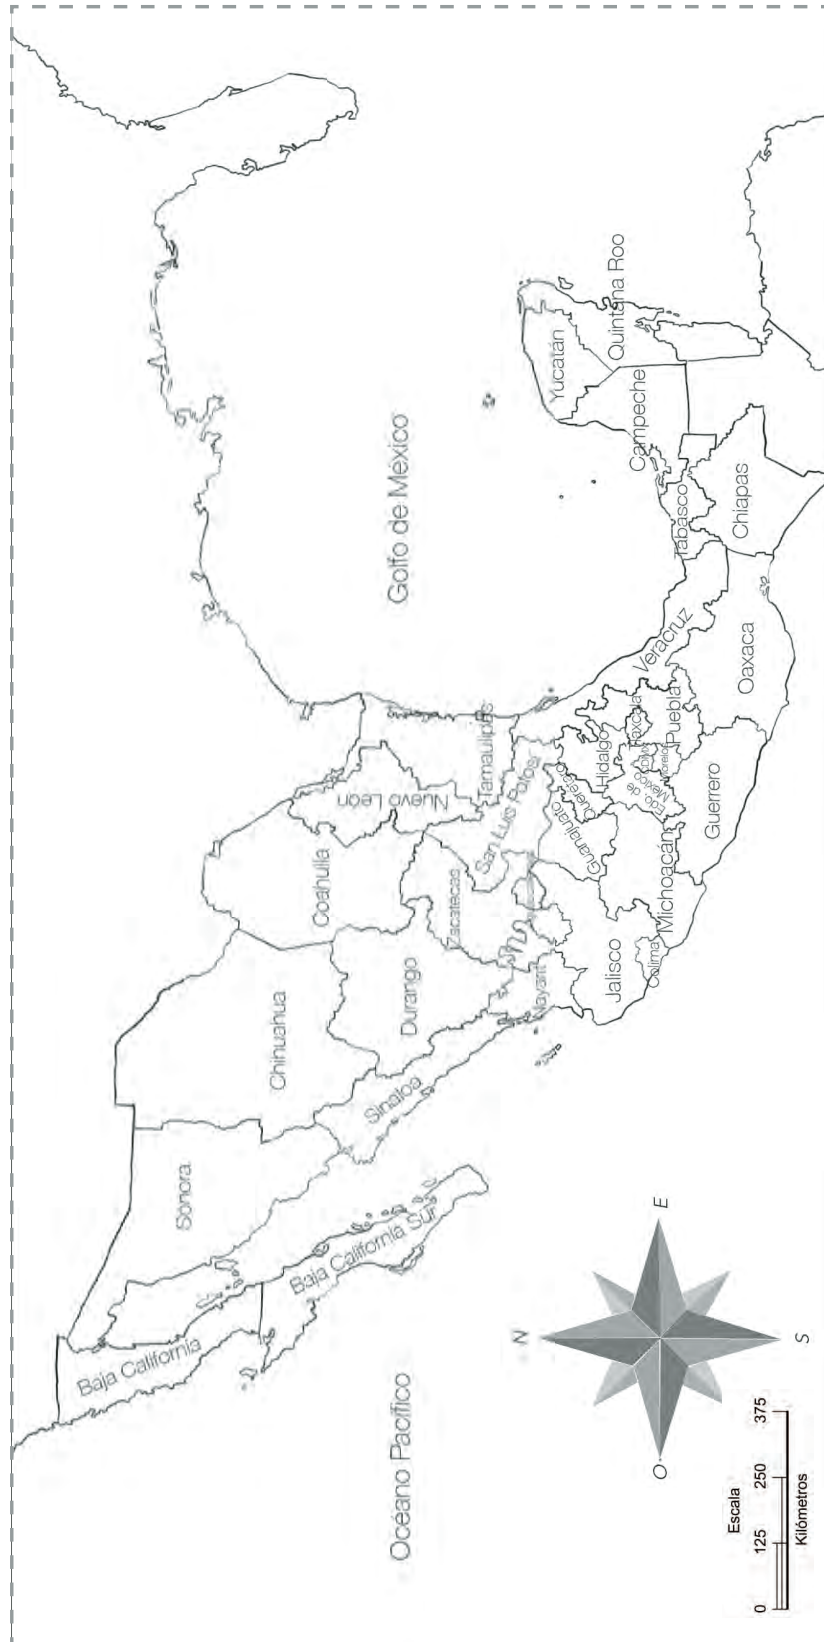 Golfo de México
Océano Pacífico
Baja California
Baja California Sur
Sonora
Chihuahua
Coahuila
Nuevo León
Tamaulipas
Sinaloa
Durango
Zacatecas
San Luis Potosí
Nayarit
Jalisco
Colima
Michoacán
Guanajuato
Querétaro
Hidalgo
Edo. de
México
CDMX
Morelos
Tlaxcala
Puebla
Veracruz
Guerrero
Oaxaca
Tabasco
Chiapas
Campeche
Yucatán
Quintana Roo
N
E
S
O
Escala
0 125 250 375
Kilómetros